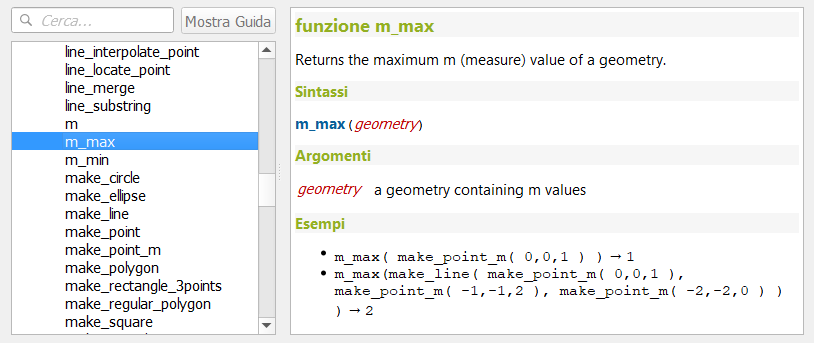 Cerca...
Mostra Guida
line_interpolate_point
line_locate_point
line_merge
line_substring
m
m_max
m_min
make_circle
make_ellipse
make_line
make_point
make_point_m
make_polygon
make_rectangle_3points
make_regular_polygon
make_square
funzione m_max
Returns the maximum m (measure) value of a geometry.
Sintassi
m_max(geometry)
Argomenti
geometry a geometry containing m values
Esempi
• m_max( make_point_m( 0,0,1 ) ) → 1
• m_max(make_line( make_point_m( 0,0,1 ),
make_point_m( -1,-1,2 ), make_point_m( -2,-2,0 ) )
) → 2